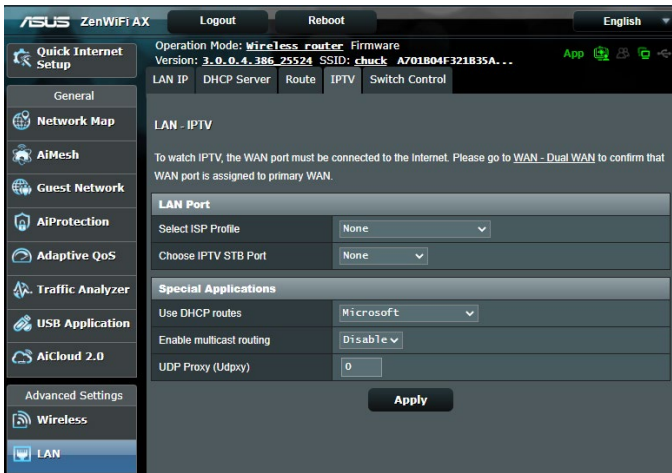 ASUS ZenWiFi AX Logout Reboot English
Quick Internet Setup
General
Network Map
AiMesh
Guest Network
AiProtection
Adaptive QoS
Traffic Analyzer
USB Application
AiCloud 2.0
Advanced Settings
Wireless
LAN
Operation Mode: Wireless router Firmware
Version: 3.0.0.4.386_25524 SSID: chuck A701B04F321B35A...
App
LAN IP DHCP Server Route IPTV Switch Control
LAN - IPTV
To watch IPTV, the WAN port must be connected to the Internet. Please go to WAN - Dual WAN to confirm that
WAN port is assigned to primary WAN.
LAN Port
Select ISP Profile None
Choose IPTV STB Port None
Special Applications
Use DHCP routes Microsoft
Enable multicast routing Disable
UDP Proxy (Udpxy) 0
Apply